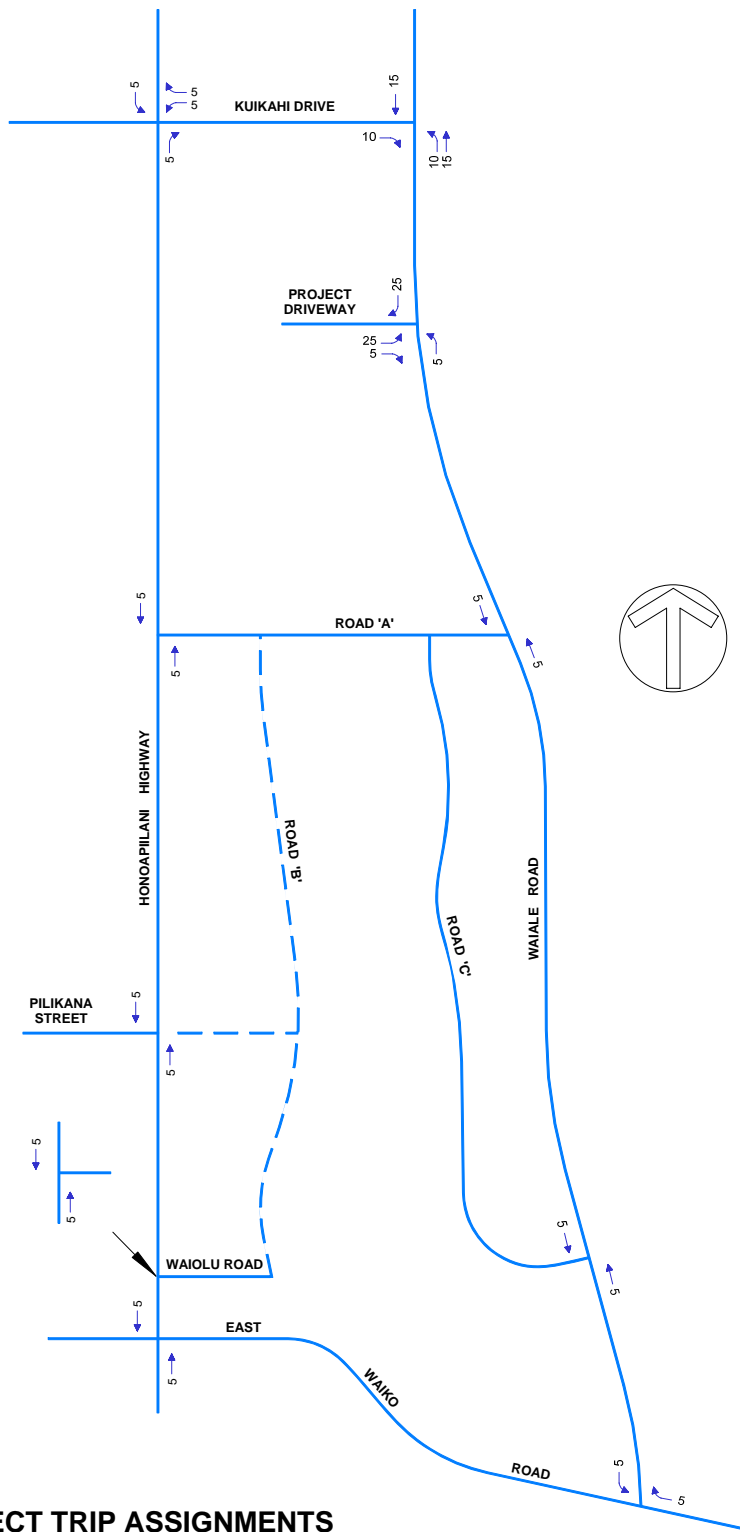 5
5
5
15
KUIKAHI DRIVE
10
5
10
15
PROJECT
DRIVEWAY
25
25
5
5
5
5
ROAD 'A'
5
5
HONOAPIILANI HIGHWAY
ROAD 'B'
WAIALE ROAD
ROAD 'C'
5
PILIKANA
STREET
5
5
5
5
WAIOLU ROAD
5
5
EAST
5
WAIKO
ROAD
5
5
ECT TRIP ASSIGNMENTS